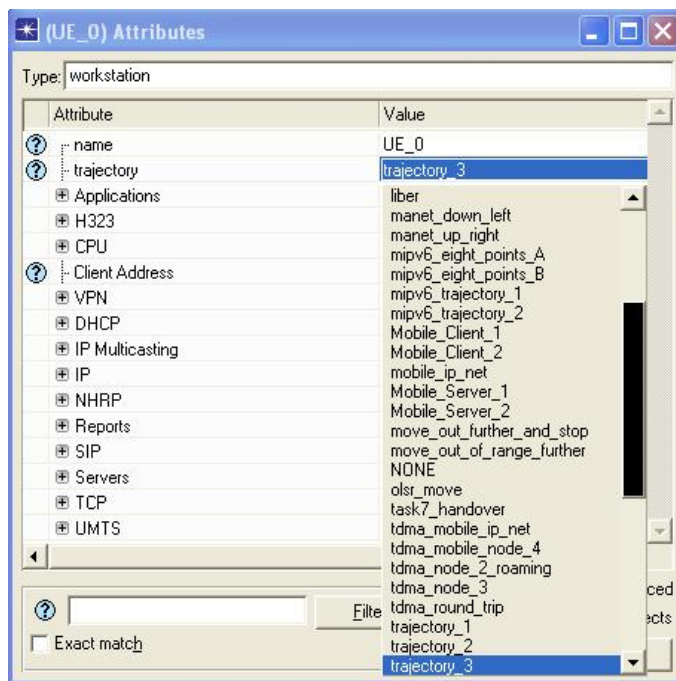 (UE_0) Attributes
Type: workstation
Attribute Value
name UE_0
trajectory trajectory_3
Applications
H323
CPU
Client Address
VPN
DHCP
IP Multicasting
IP
NHRP
Reports
SIP
Servers
TCP
UMTS
liber
manet_down_left
manet_up_right
mipv6_eight_points_A
mipv6_eight_points_B
mipv6_trajectory_1
mipv6_trajectory_2
Mobile_Client_1
Mobile_Client_2
mobile_ip_net
Mobile_Server_1
Mobile_Server_2
move_out_further_and_stop
move_out_of_range_further
NONE
olsr_move
task7_handover
tdma_mobile_ip_net
tdma_mobile_node_4
tdma_node_2_roaming
tdma_node_3
tdma_round_trip
trajectory_1
trajectory_2
trajectory_3
Filte
ced
ects
Exact match